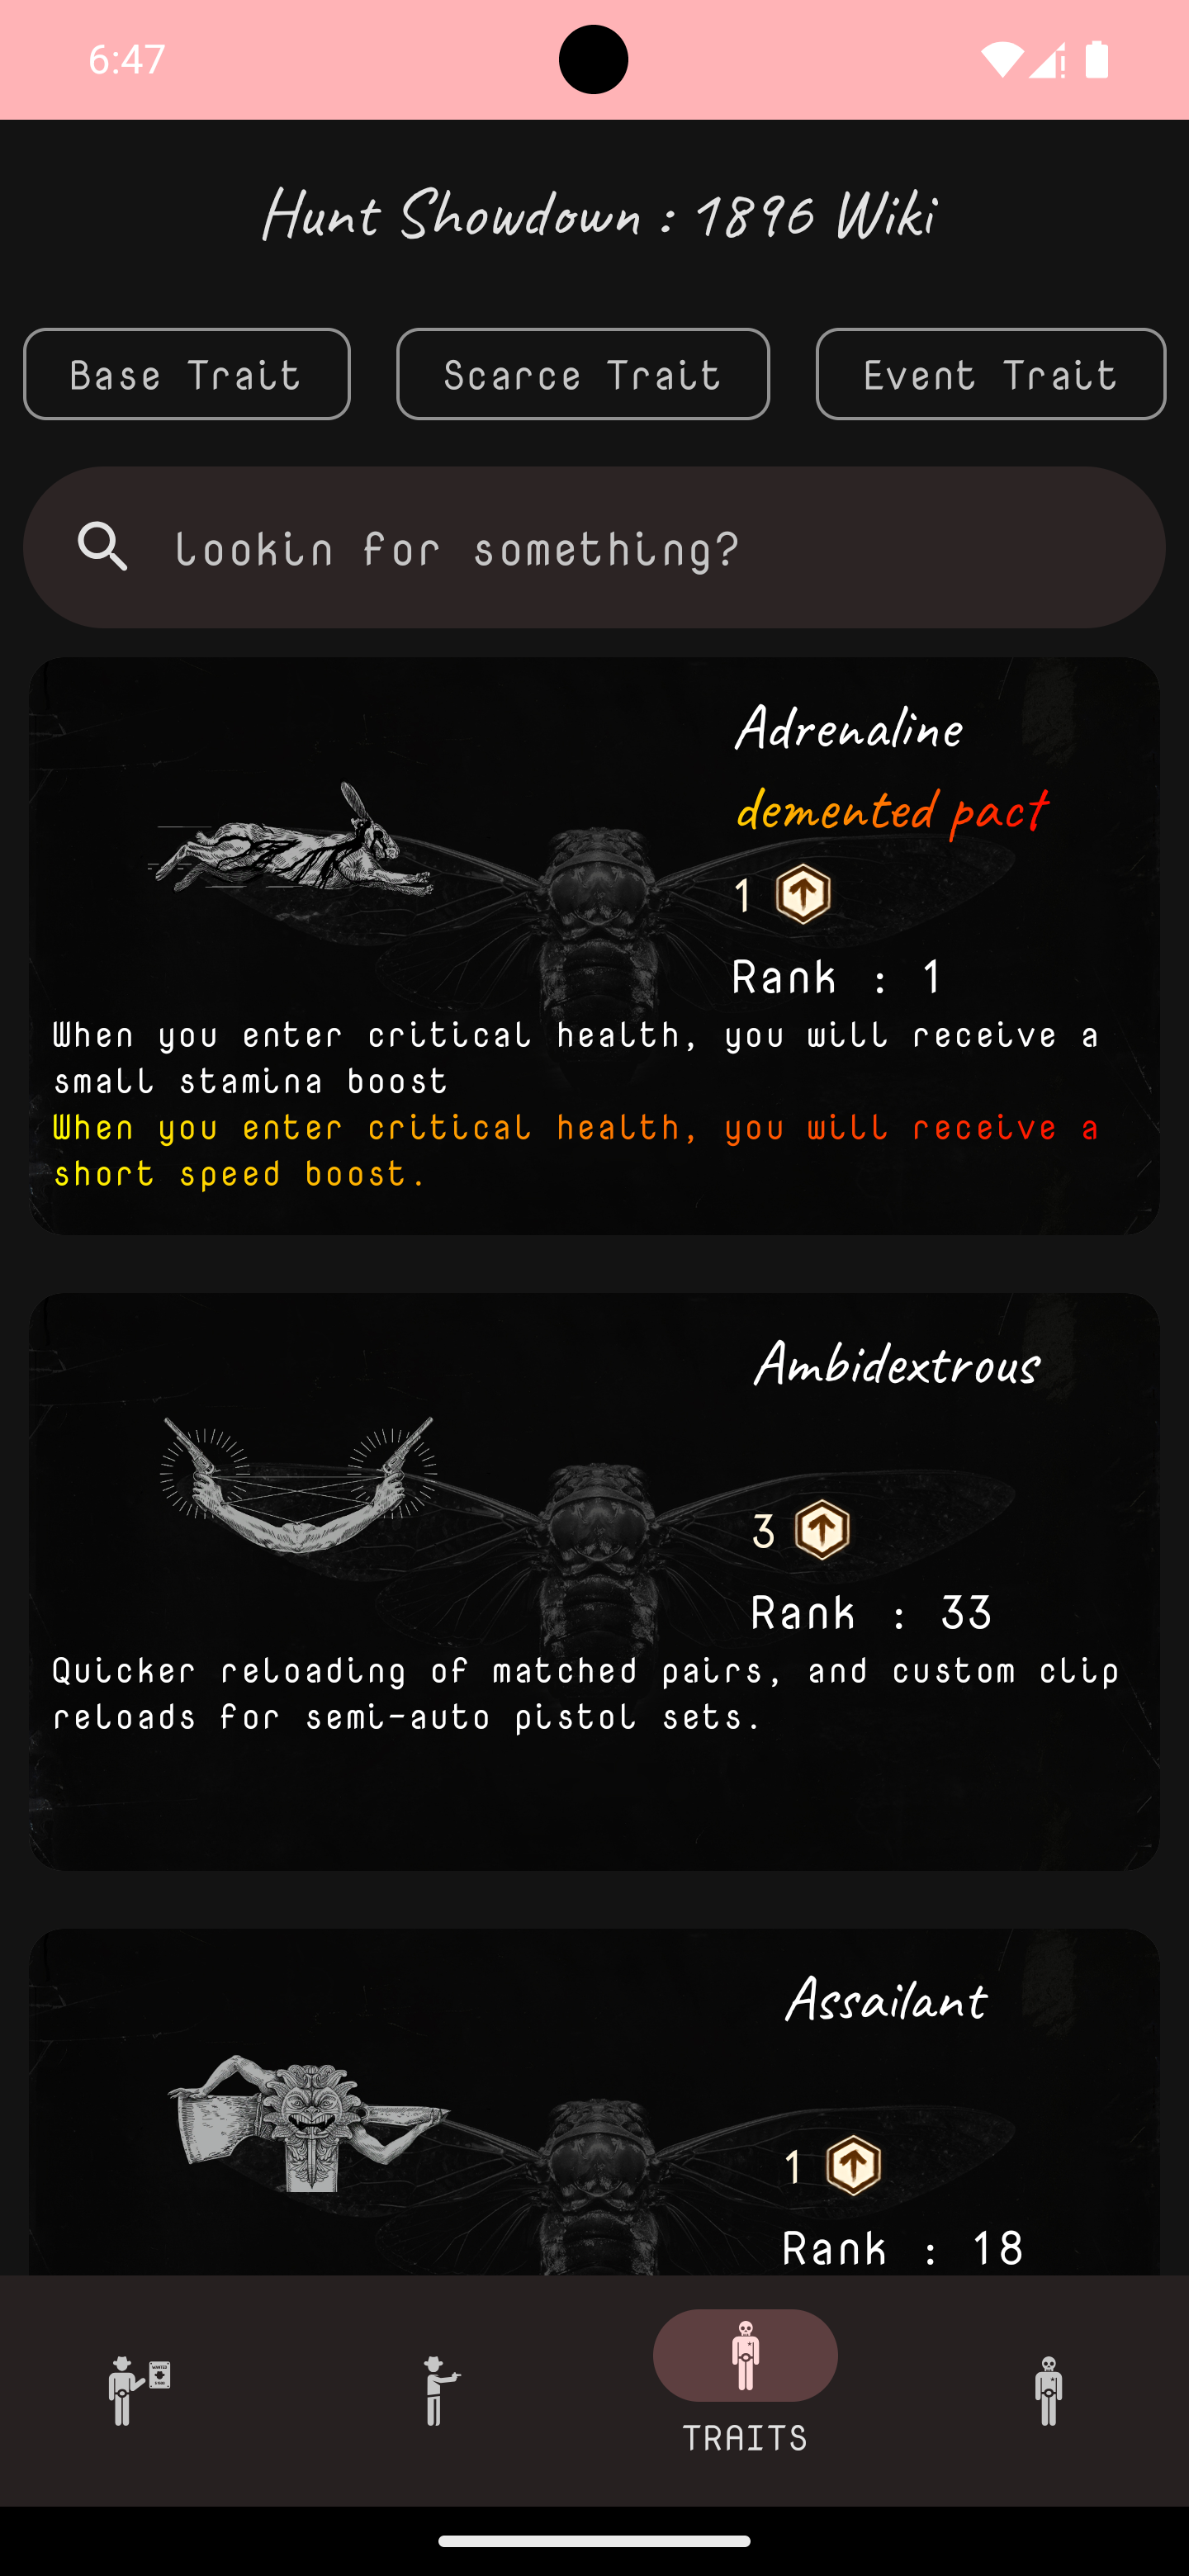 6:47
Hunt Showdown : 1896 Wiki
Base Trait
Scarce Trait
Event Trait
lookin for something?
Adrenaline
demented pact
1
Rank : 1
When you enter critical health, you will receive a
small stamina boost
When you enter critical health, you will receive a
short speed boost.
Ambidextrous
3
Rank : 33
Quicker reloading of matched pairs, and custom clip
reloads for semi-auto pistol sets.
Assailant
1
Rank : 18
WANTED
TRAITS